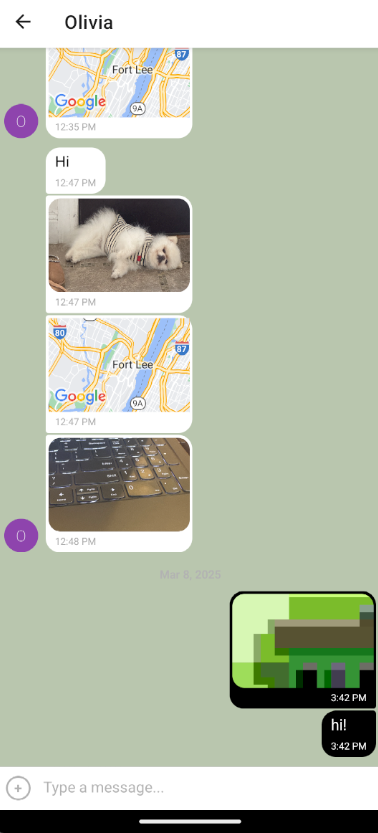 Olivia
87
Fort Lee
Google
9A
12:35 PM
O
Hi
12:47 PM
12:47 PM
80
87
Fort Lee
Google
9A
12:47 PM
12:48 PM
O
Mar 8, 2025
3:42 PM
hi!
3:42 PM
Type a message...